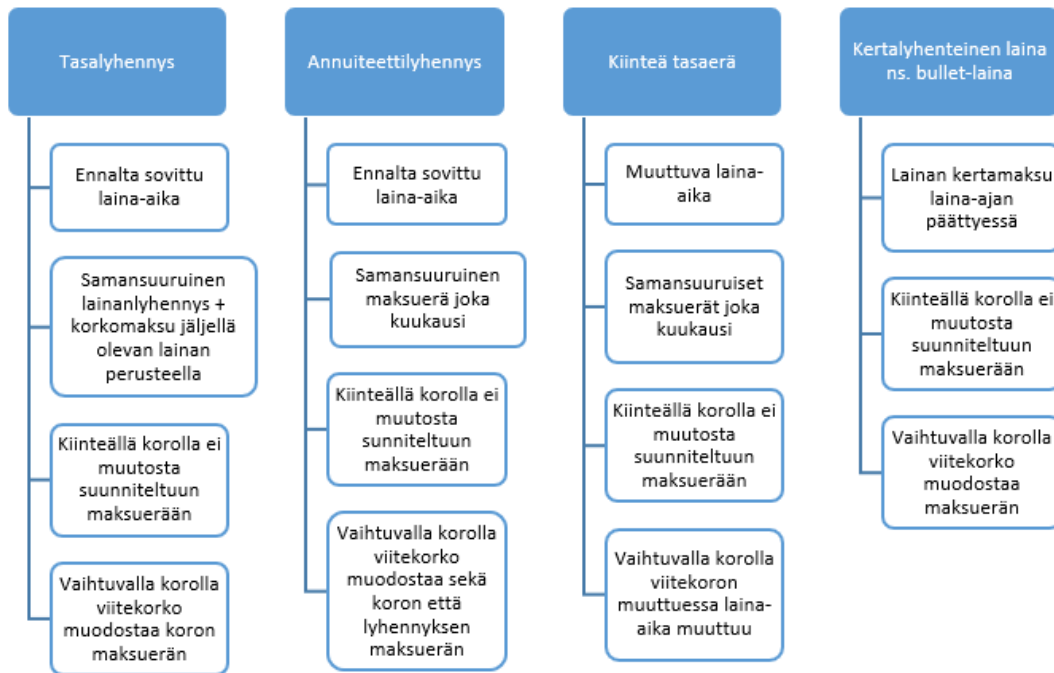 Tasalyhennys
Ennalta sovittu
laina-aika
Samansuuruinen
lainanlyhennys +
korkomaksu jäljellä
olevan lainan
perusteella
Kiinteällä korolla ei
muutosta
suunniteltuun
maksuerään
Vaihtuvalla korolla
viitekorko
muodostaa koron
maksuerän
Annuiteettilyhennys
Ennalta sovittu
laina-aika
Samansuuruinen
maksuerä joka
kuukausi
Kiinteällä korolla ei
muutosta
sunniteltuun
maksuerään
Vaihtuvalla korolla
viitekorko
muodostaa sekä
koron että
lyhennyksen
maksuerän
Kiinteä tasaerä
Muuttuva laina-
aika
Samansuuruiset
maksuerät joka
kuukausi
Kiinteällä korolla ei
muutosta
suunniteltuun
maksuerään
Vaihtuvalla korolla
viitekoron
muuttuessa laina-
aika muuttuu
Kertalyhenteinen laina
ns. bullet-laina
Lainan kertamaksu
laina-ajan
päättyessä
Kiinteällä korolla ei
muutosta
suunniteltuun
maksuerään
Vaihtuvalla korolla
viitekorko
muodostaa
maksuerän